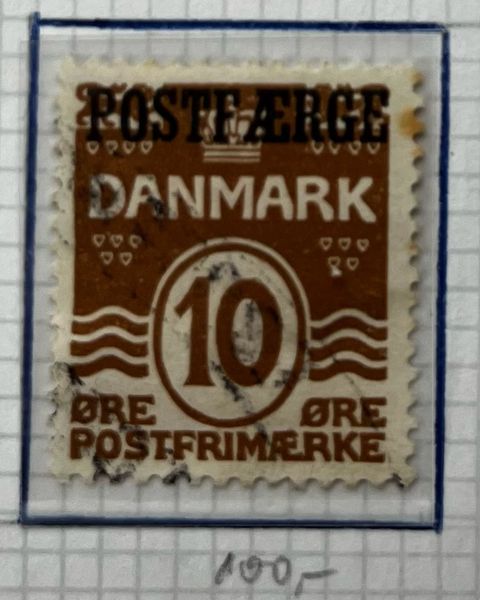 POSTFÆRGE
DANMARK
10
ØRE ØRE
POSTFRIMÆRKE
100,-